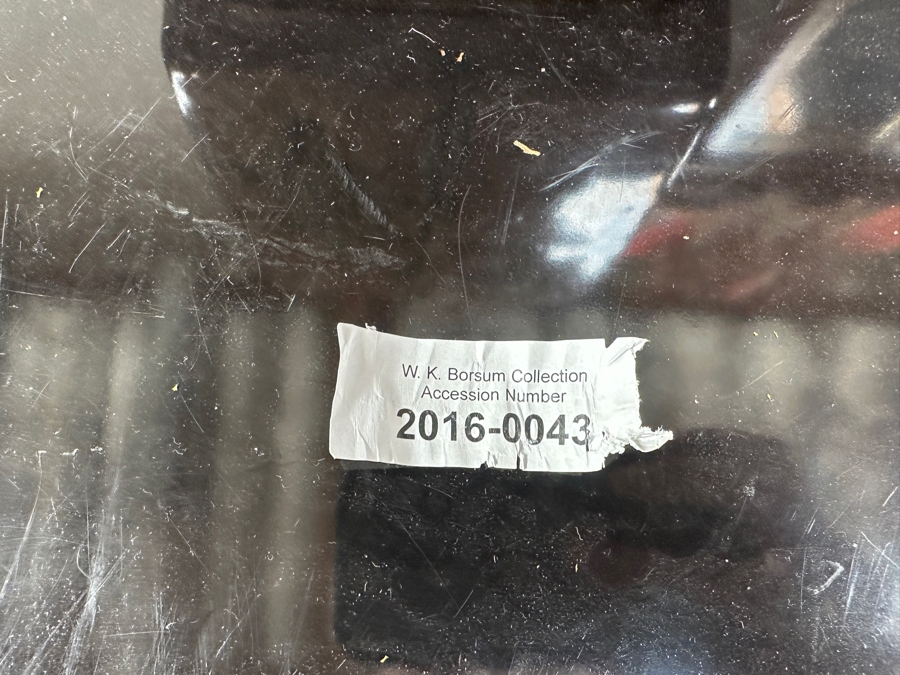 W. K. Borsum Collection
Accession Number
2016-0043